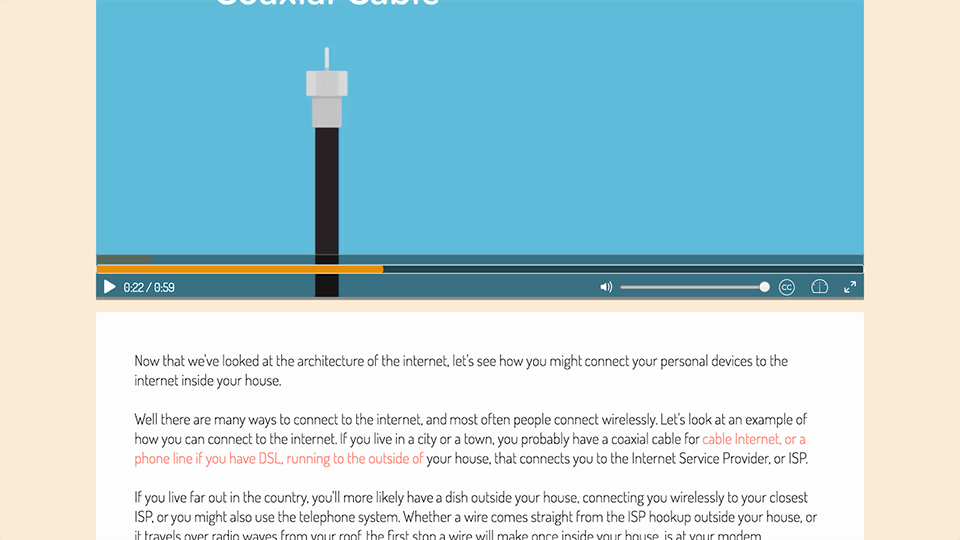 Coaxial Cable
0:22 / 0:59
CC
Now that we've looked at the architecture of the internet, let's see how you might connect your personal devices to the
internet inside your house.
Well there are many ways to connect to the internet, and most often people connect wirelessly. Let's look at an example of
how you can connect to the internet. If you live in a city or a town, you probably have a coaxial cable for cable Internet, or a
phone line if you have DSL, running to the outside of your house, that connects you to the Internet Service Provider, or ISP.
If you live far out in the country, you'll more likely have a dish outside your house, connecting you wirelessly to your closest
ISP, or you might also use the telephone system. Whether a wire comes straight from the ISP hookup outside your house, or
it travels over radio waves from your roof, the first stop a wire will make once inside your house, is at your modem.